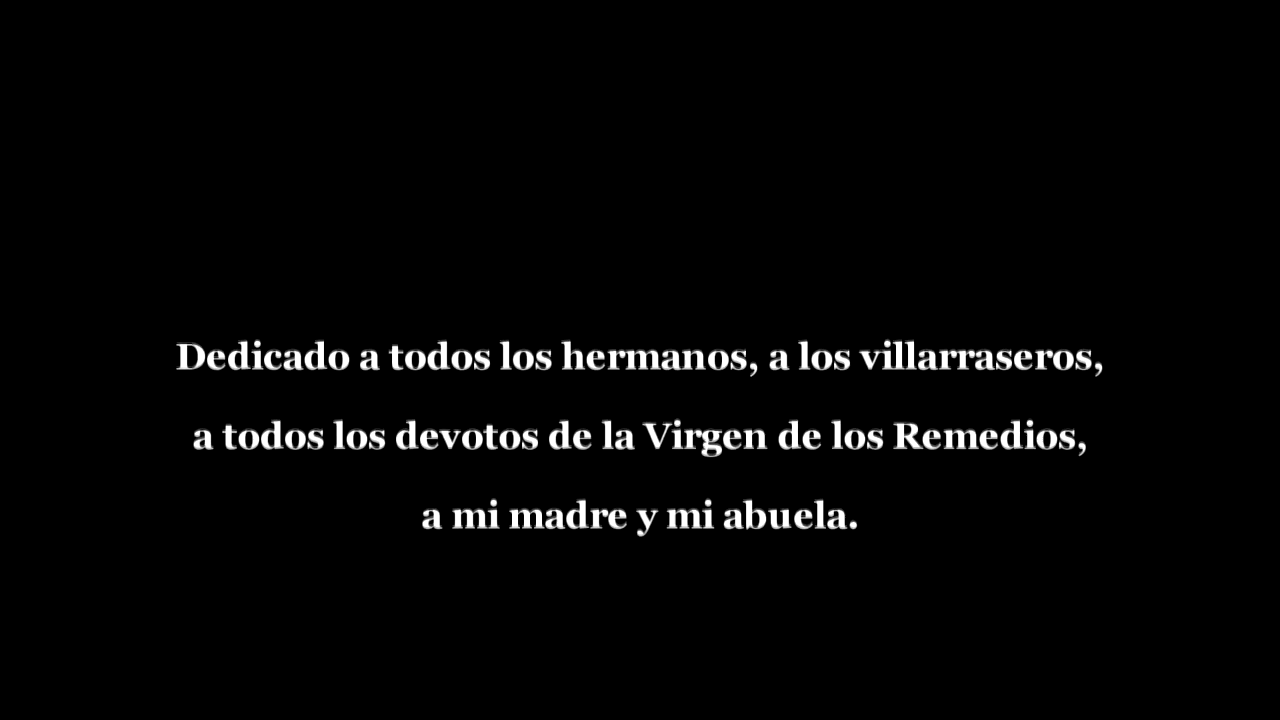 Dedicado a todos los hermanos, a los villarraseros,
a todos los devotos de la Virgen de los Remedios,
a mi madre y mi abuela.